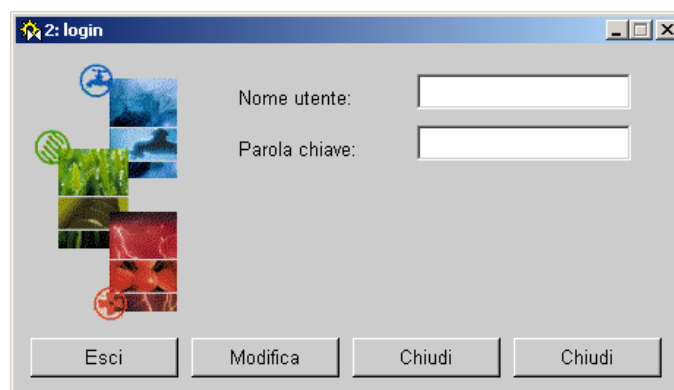 2: login
Nome utente:
Parola chiave:
Esci Modifica Chiudi Chiudi